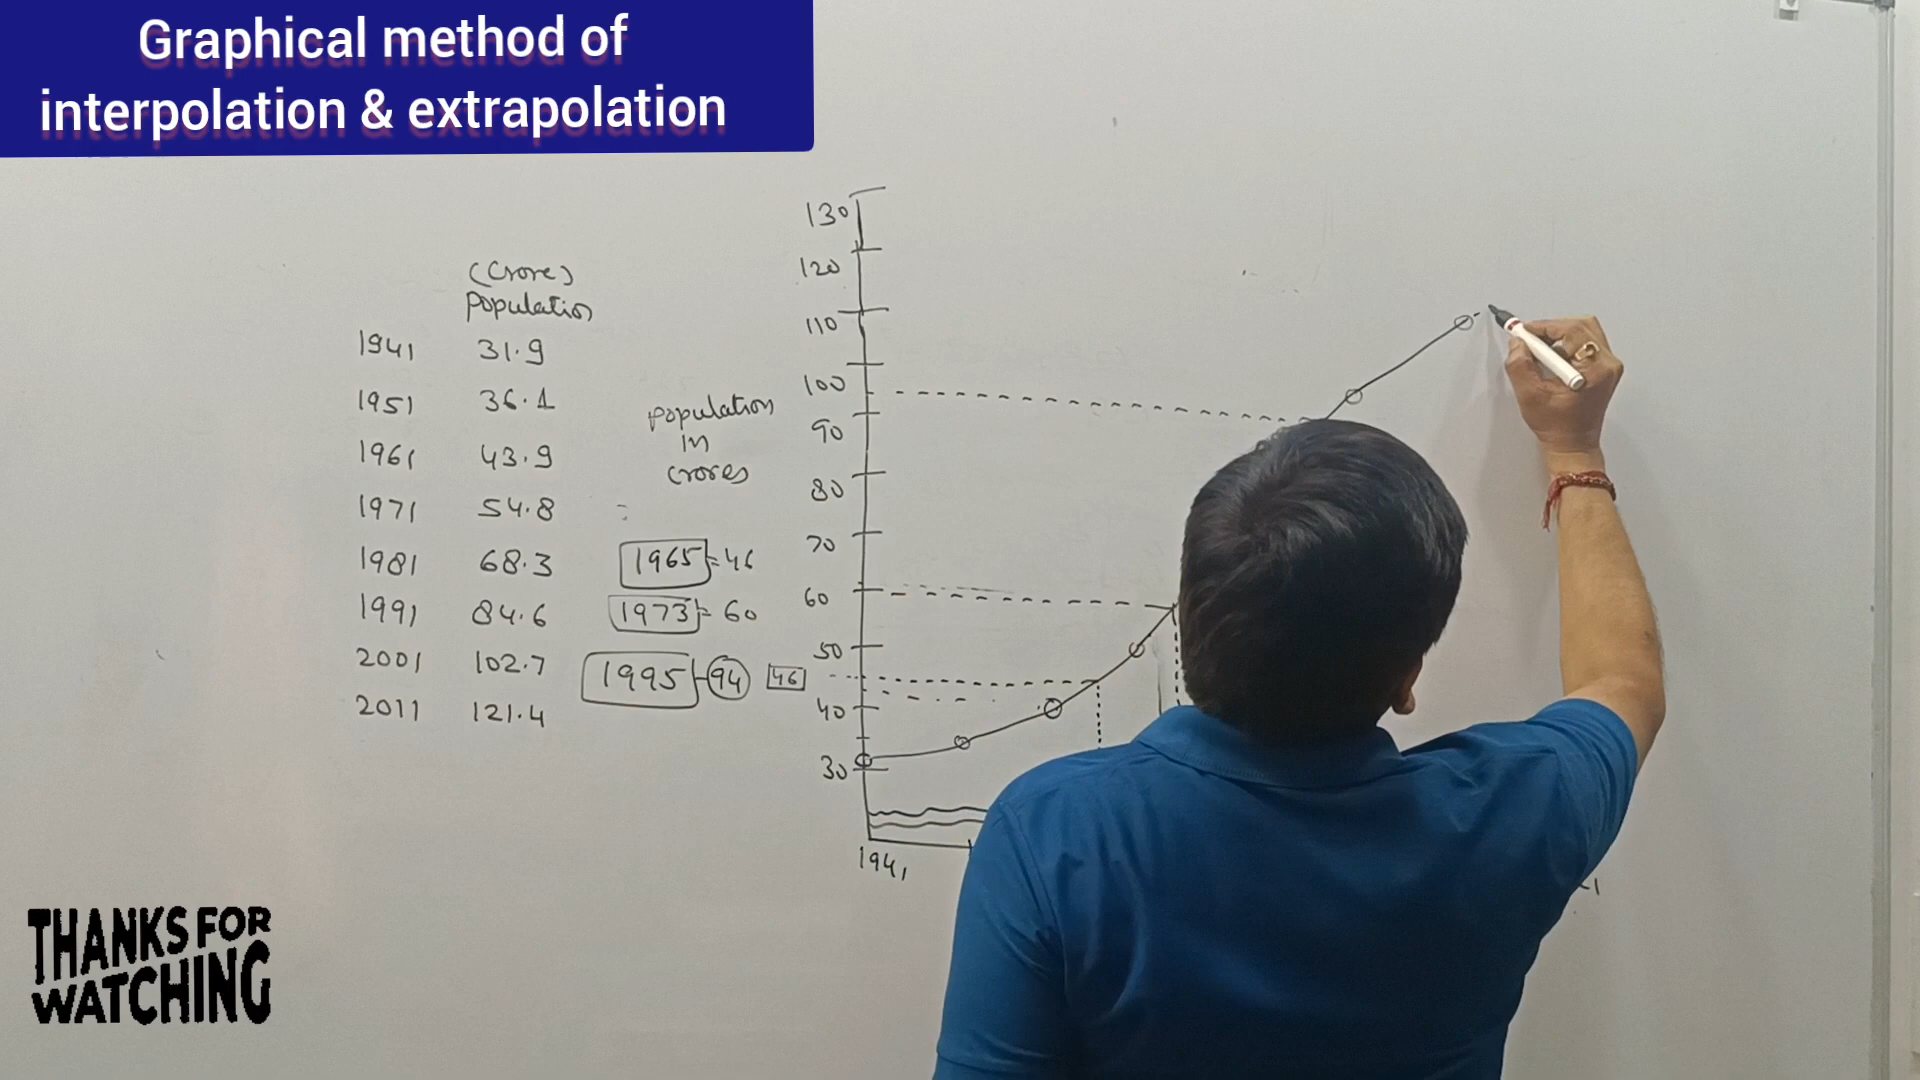 Graphical method of
interpolation & extrapolation
(Crore)
Population
1941 31.9
1951 36.1
1961 43.9
1971 54.8
1981 68.3
1991 84.6
2001 102.7
2011 121.4
population
in
crores
1965 = 46
1973 = 60
1995 - 94
46
130
120
110
100
90
80
70
60
50
40
30
1941
THANKS FOR
WATCHING